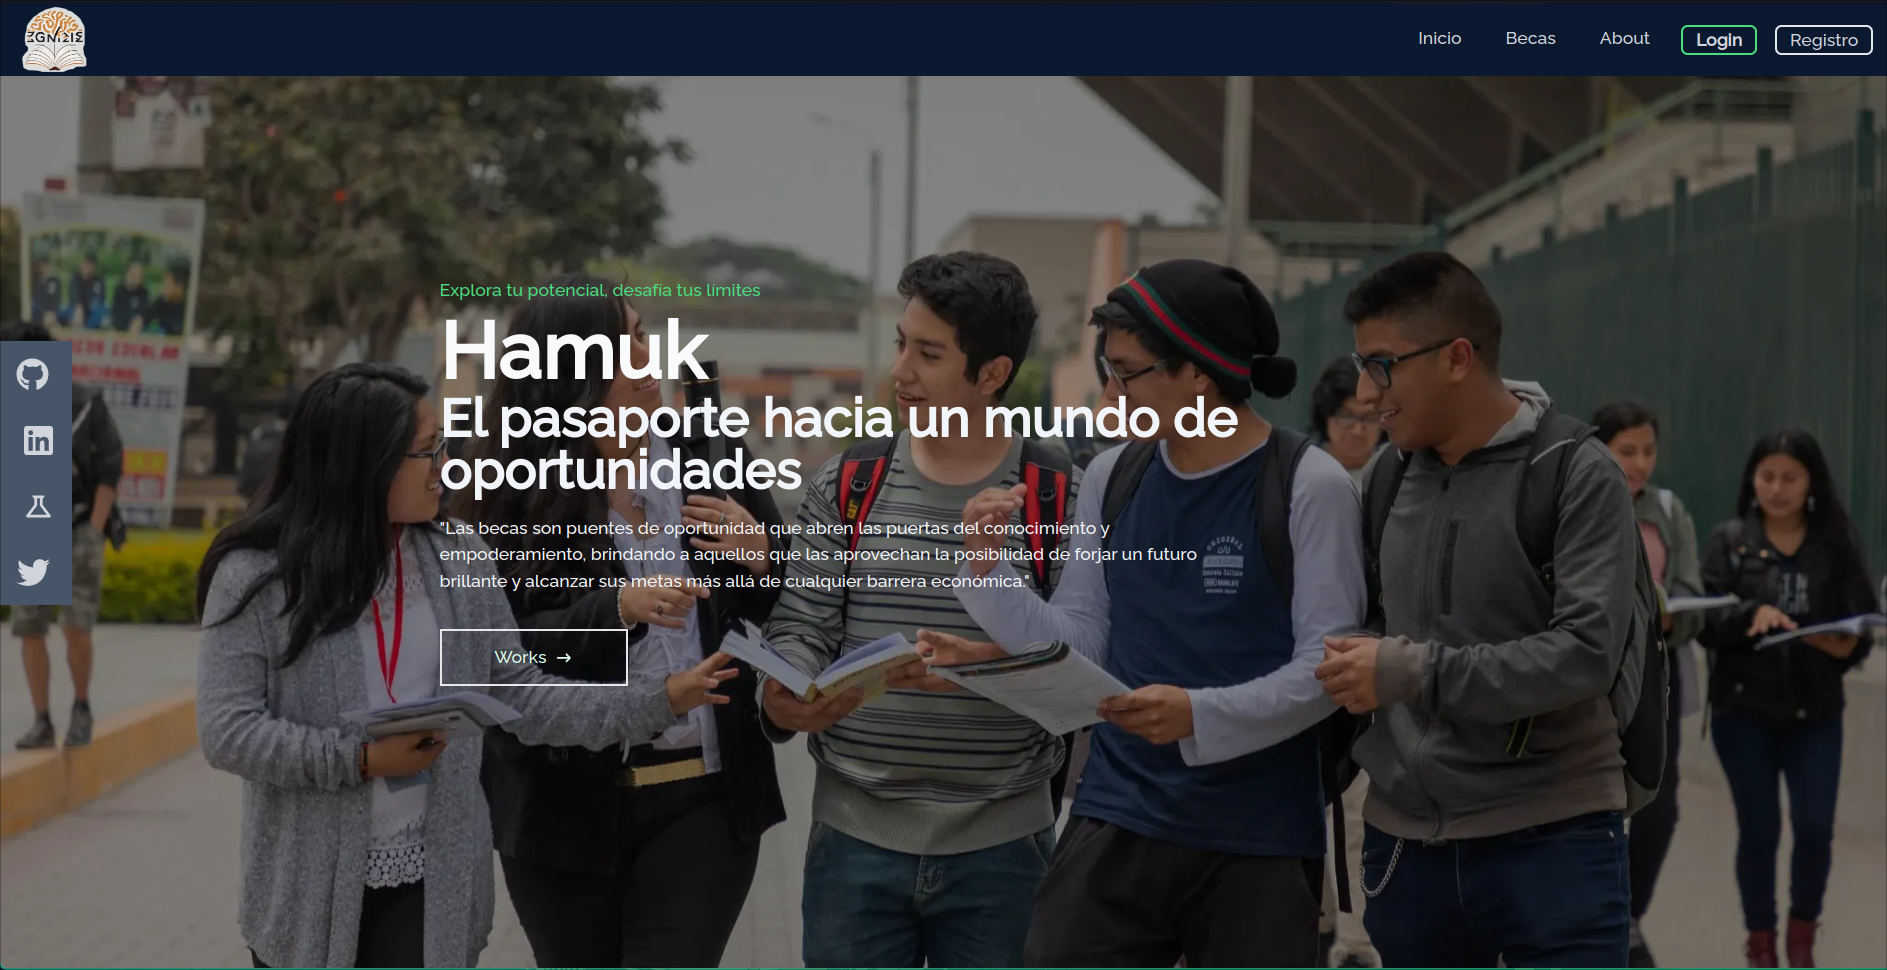 Inicio
Becas
About
Login
Registro
Explora tu potencial, desafía tus límites
Hamuk
El pasaporte hacia un mundo de
oportunidades
"Las becas son puentes de oportunidad que abren las puertas del conocimiento y
empoderamiento, brindando a aquellos que las aprovechan la posibilidad de forjar un futuro
brillante y alcanzar sus metas más allá de cualquier barrera económica."
Works →
in